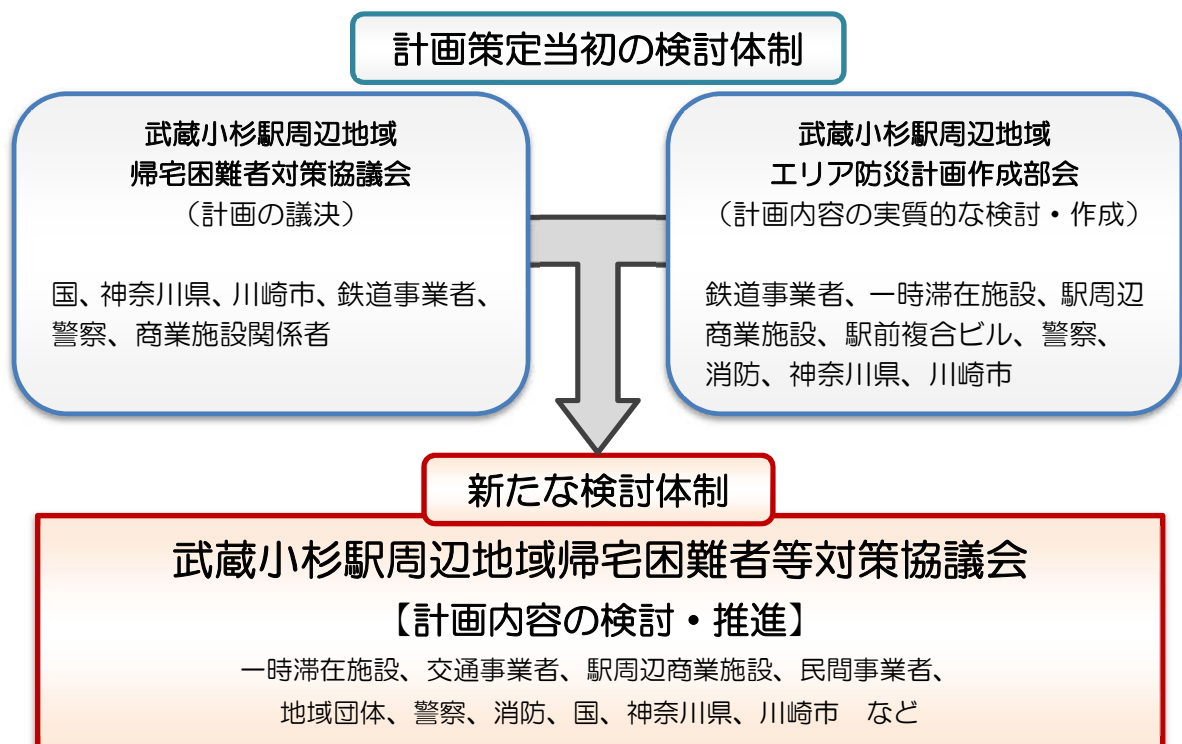 計画策定当初の検討体制
武蔵小杉駅周辺地域
帰宅困難者対策協議会
（計画の議決）
国、神奈川県、川崎市、鉄道事業者、
警察、商業施設関係者
武蔵小杉駅周辺地域
エリア防災計画作成部会
（計画内容の実質的な検討・作成）
鉄道事業者、一時滞在施設、駅周辺
商業施設、駅前複合ビル、警察、
消防、神奈川県、川崎市
新たな検討体制
武蔵小杉駅周辺地域帰宅困難者等対策協議会
【計画内容の検討・推進】
一時滞在施設、交通事業者、駅周辺商業施設、民間事業者、
地域団体、警察、消防、国、神奈川県、川崎市　など